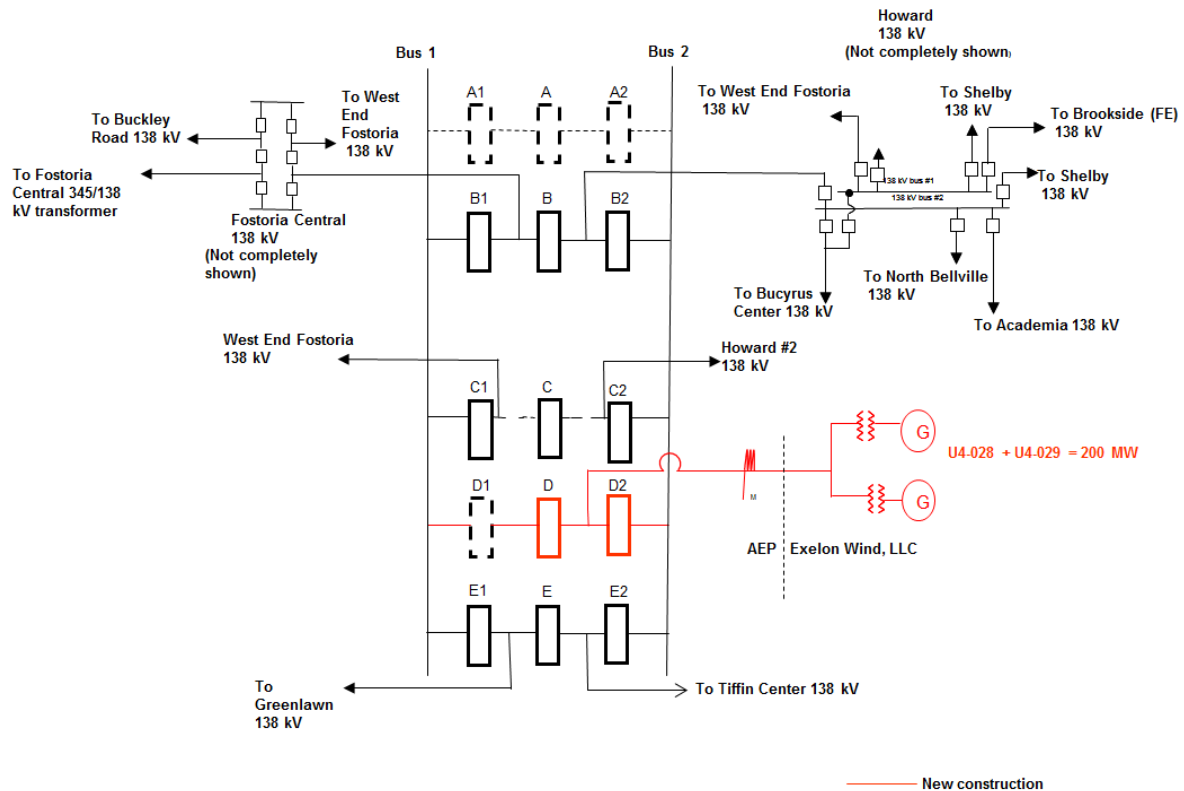 Howard
138 kV
(Not completely shown)
Bus 1
Bus 2
A1
A
A2
To West
End
Fostoria
138 kV
To Buckley
Road 138 kV
To Fostoria
Central 345/138
kV transformer
Fostoria Central
138 kV
(Not completely
shown)
To West End Fostoria
138 kV
To Shelby
138 kV
To Brookside (FE)
138 kV
To Shelby
138 kV
138 kV bus #1
138 kV bus #2
B1
B
B2
To North Bellville
138 kV
To Bucyrus
Center 138 kV
To Academia 138 kV
West End Fostoria
138 kV
Howard #2
138 kV
C1
C
C2
G
U4-028 + U4-029 = 200 MW
G
M
D1
D
D2
AEP
Exelon Wind, LLC
E1
E
E2
To
Greenlawn
138 kV
To Tiffin Center 138 kV
New construction